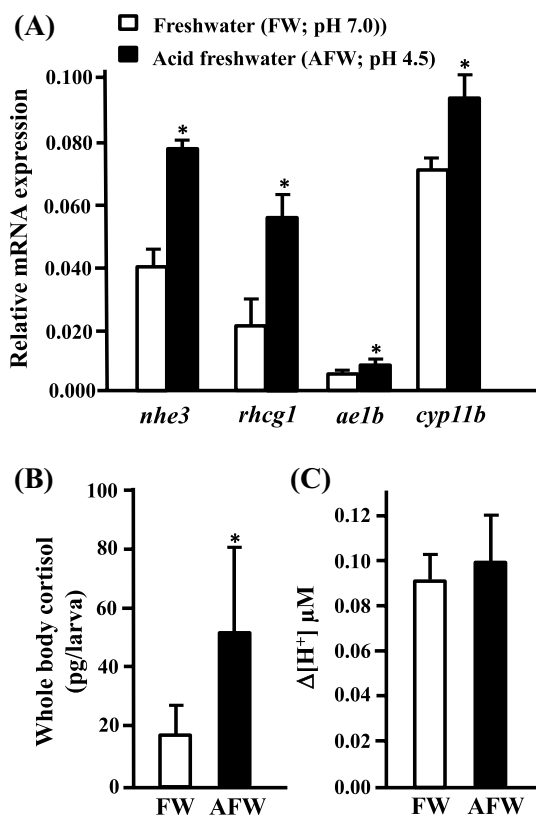 (A)
Freshwater (FW; pH 7.0))
Acid freshwater (AFW; pH 4.5)
Relative mRNA expression
0.100
0.080
0.060
0.040
0.020
0.000
*
*
*
*
nhe3 rhcg1 ae1b cyp11b
(B)
Whole body cortisol
(pg/larva)
100
80
60
40
20
0
*
FW AFW
(C)
Δ[H⁺] µM
0.12
0.10
0.08
0.06
0.04
0.02
0.00
FW AFW